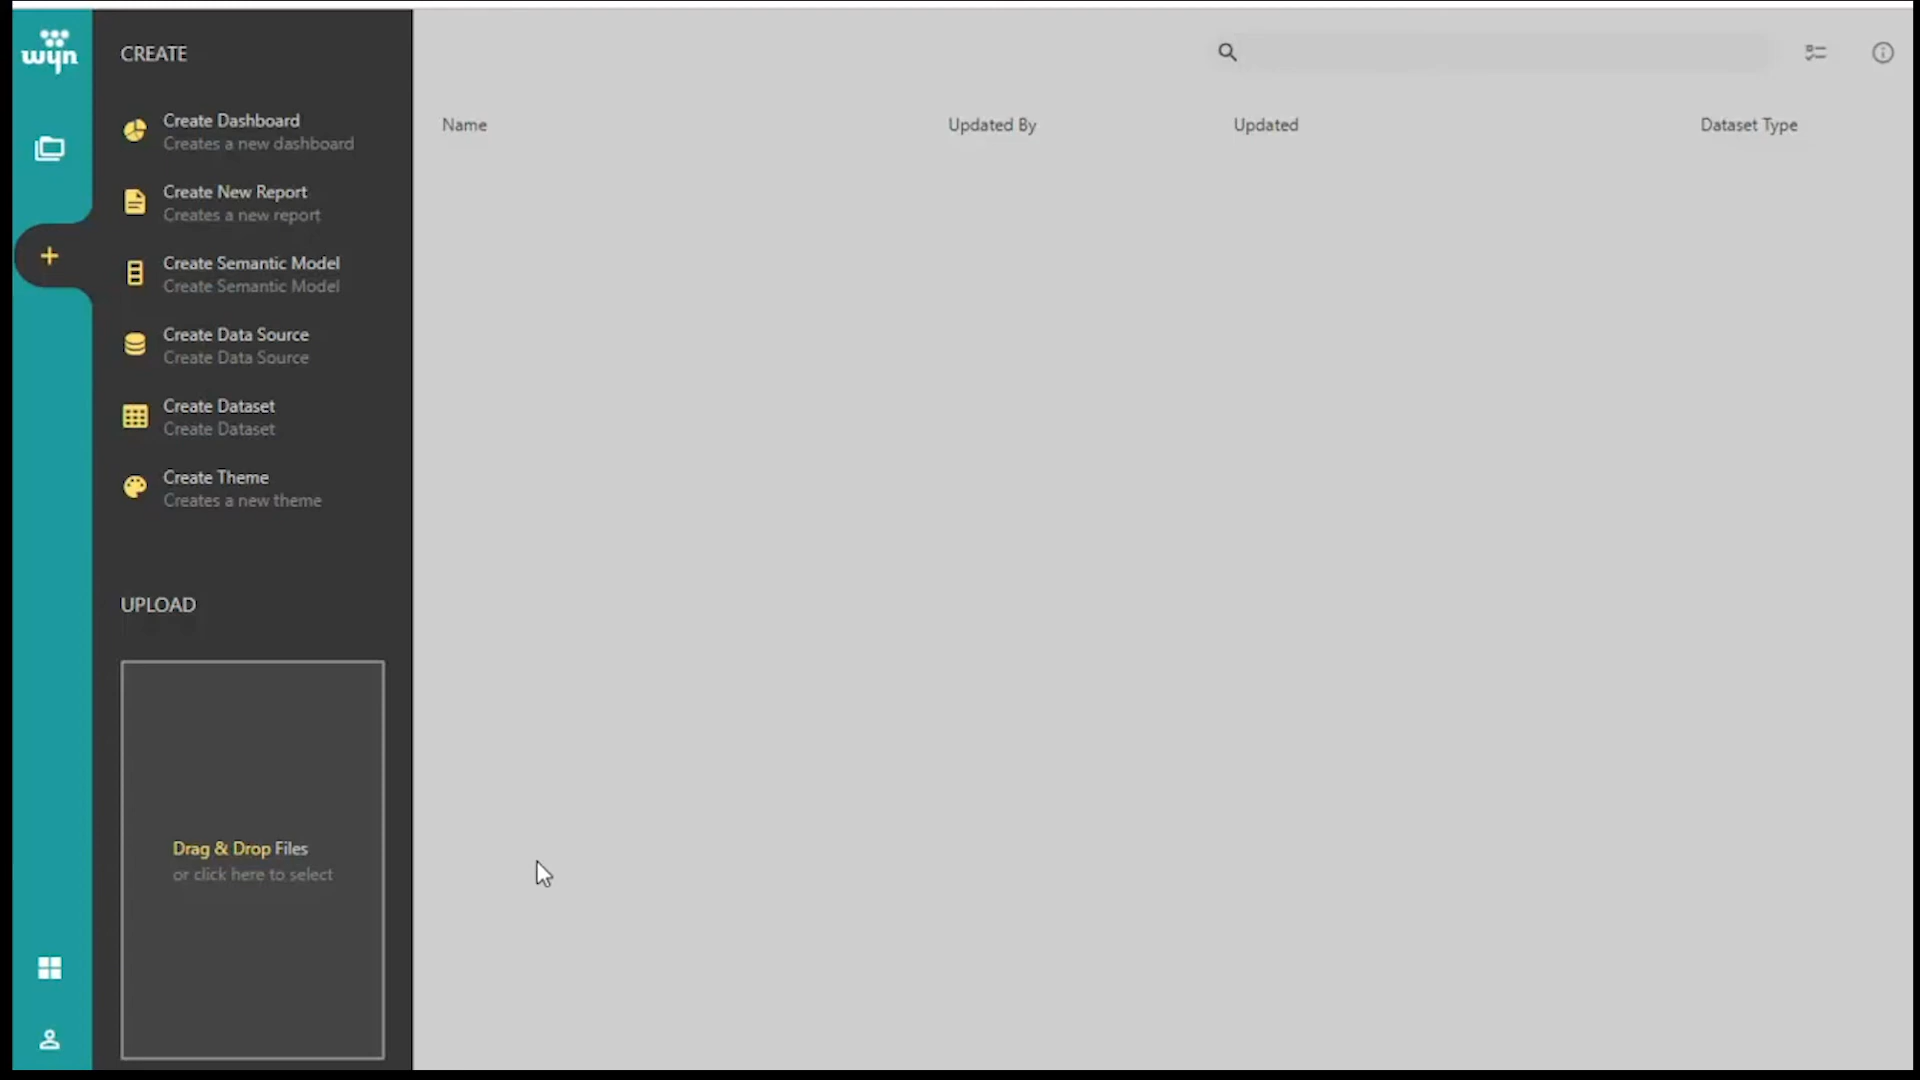 wyn
CREATE
Create Dashboard
Creates a new dashboard
Create New Report
Creates a new report
Create Semantic Model
Create Semantic Model
Create Data Source
Create Data Source
Create Dataset
Create Dataset
Create Theme
Creates a new theme
UPLOAD
Drag & Drop Files
or click here to select
Name Updated By Updated Dataset Type